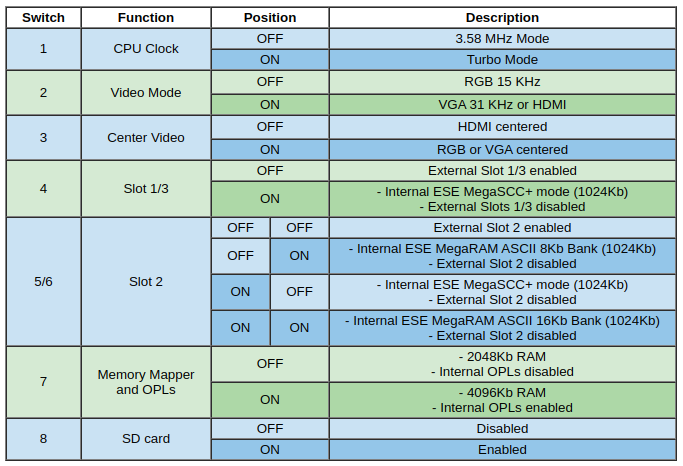 Switch Function Position Description
1 CPU Clock OFF 3.58 MHz Mode
ON Turbo Mode
2 Video Mode OFF RGB 15 KHz
ON VGA 31 KHz or HDMI
3 Center Video OFF HDMI centered
ON RGB or VGA centered
4 Slot 1/3 OFF External Slot 1/3 enabled
ON - Internal ESE MegaSCC+ mode (1024Kb)
- External Slots 1/3 disabled
5/6 Slot 2 OFF OFF External Slot 2 enabled
OFF ON - Internal ESE MegaRAM ASCII 8Kb Bank (1024Kb)
- External Slot 2 disabled
ON OFF - Internal ESE MegaSCC+ mode (1024Kb)
- External Slot 2 disabled
ON ON - Internal ESE MegaRAM ASCII 16Kb Bank (1024Kb)
- External Slot 2 disabled
7 Memory Mapper
and OPLs
OFF - 2048Kb RAM
- Internal OPLs disabled
ON - 4096Kb RAM
- Internal OPLs enabled
8 SD card OFF Disabled
ON Enabled